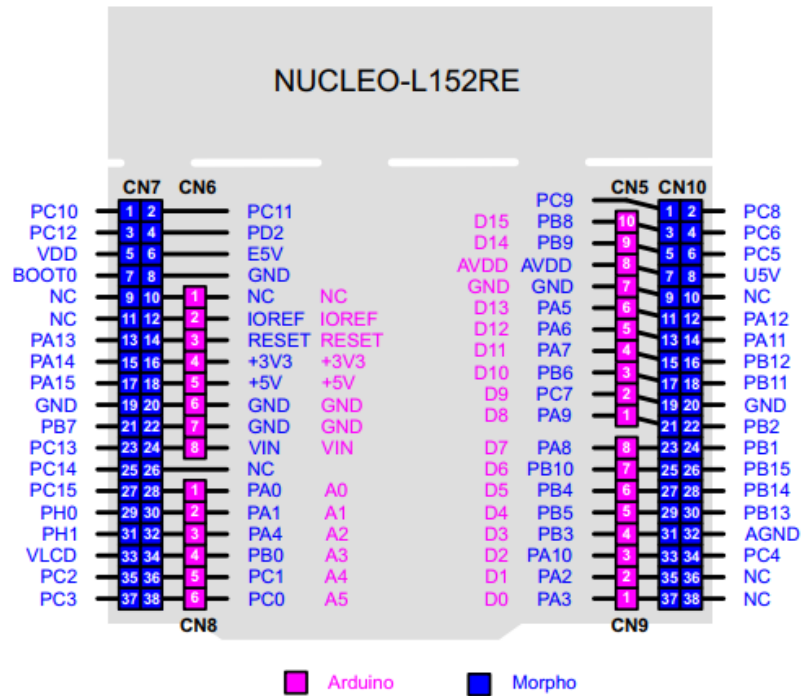 NUCLEO-L152RE
CN7 CN6 CN5 CN10
PC9
PC10 1 2 PC11 D15 PB8 10 1 2 PC8
PC12 3 4 PD2 D14 PB9 9 3 4 PC6
VDD 5 6 E5V AVDD AVDD 8 5 6 PC5
BOOT0 7 8 GND GND GND 7 7 8 U5V
NC 9 10 1 NC NC D13 PA5 6 9 10 NC
NC 11 12 2 IOREF IOREF D12 PA6 5 11 12 PA12
PA13 13 14 3 RESET RESET D11 PA7 4 13 14 PA11
PA14 15 16 4 +3V3 +3V3 D10 PB6 3 15 16 PB12
PA15 17 18 5 +5V +5V D9 PC7 2 17 18 PB11
GND 19 20 6 GND GND D8 PA9 1 19 20 GND
PB7 21 22 7 GND GND 21 22 PB2
PC13 23 24 8 VIN VIN D7 PA8 8 23 24 PB1
PC14 25 26 NC D6 PB10 7 25 26 PB15
PC15 27 28 1 PA0 A0 D5 PB4 6 27 28 PB14
PH0 29 30 2 PA1 A1 D4 PB5 5 29 30 PB13
PH1 31 32 3 PA4 A2 D3 PB3 4 31 32 AGND
VLCD 33 34 4 PB0 A3 D2 PA10 3 33 34 PC4
PC2 35 36 5 PC1 A4 D1 PA2 2 35 36 NC
PC3 37 38 6 PC0 A5 D0 PA3 1 37 38 NC
CN8 CN9
Arduino Morpho